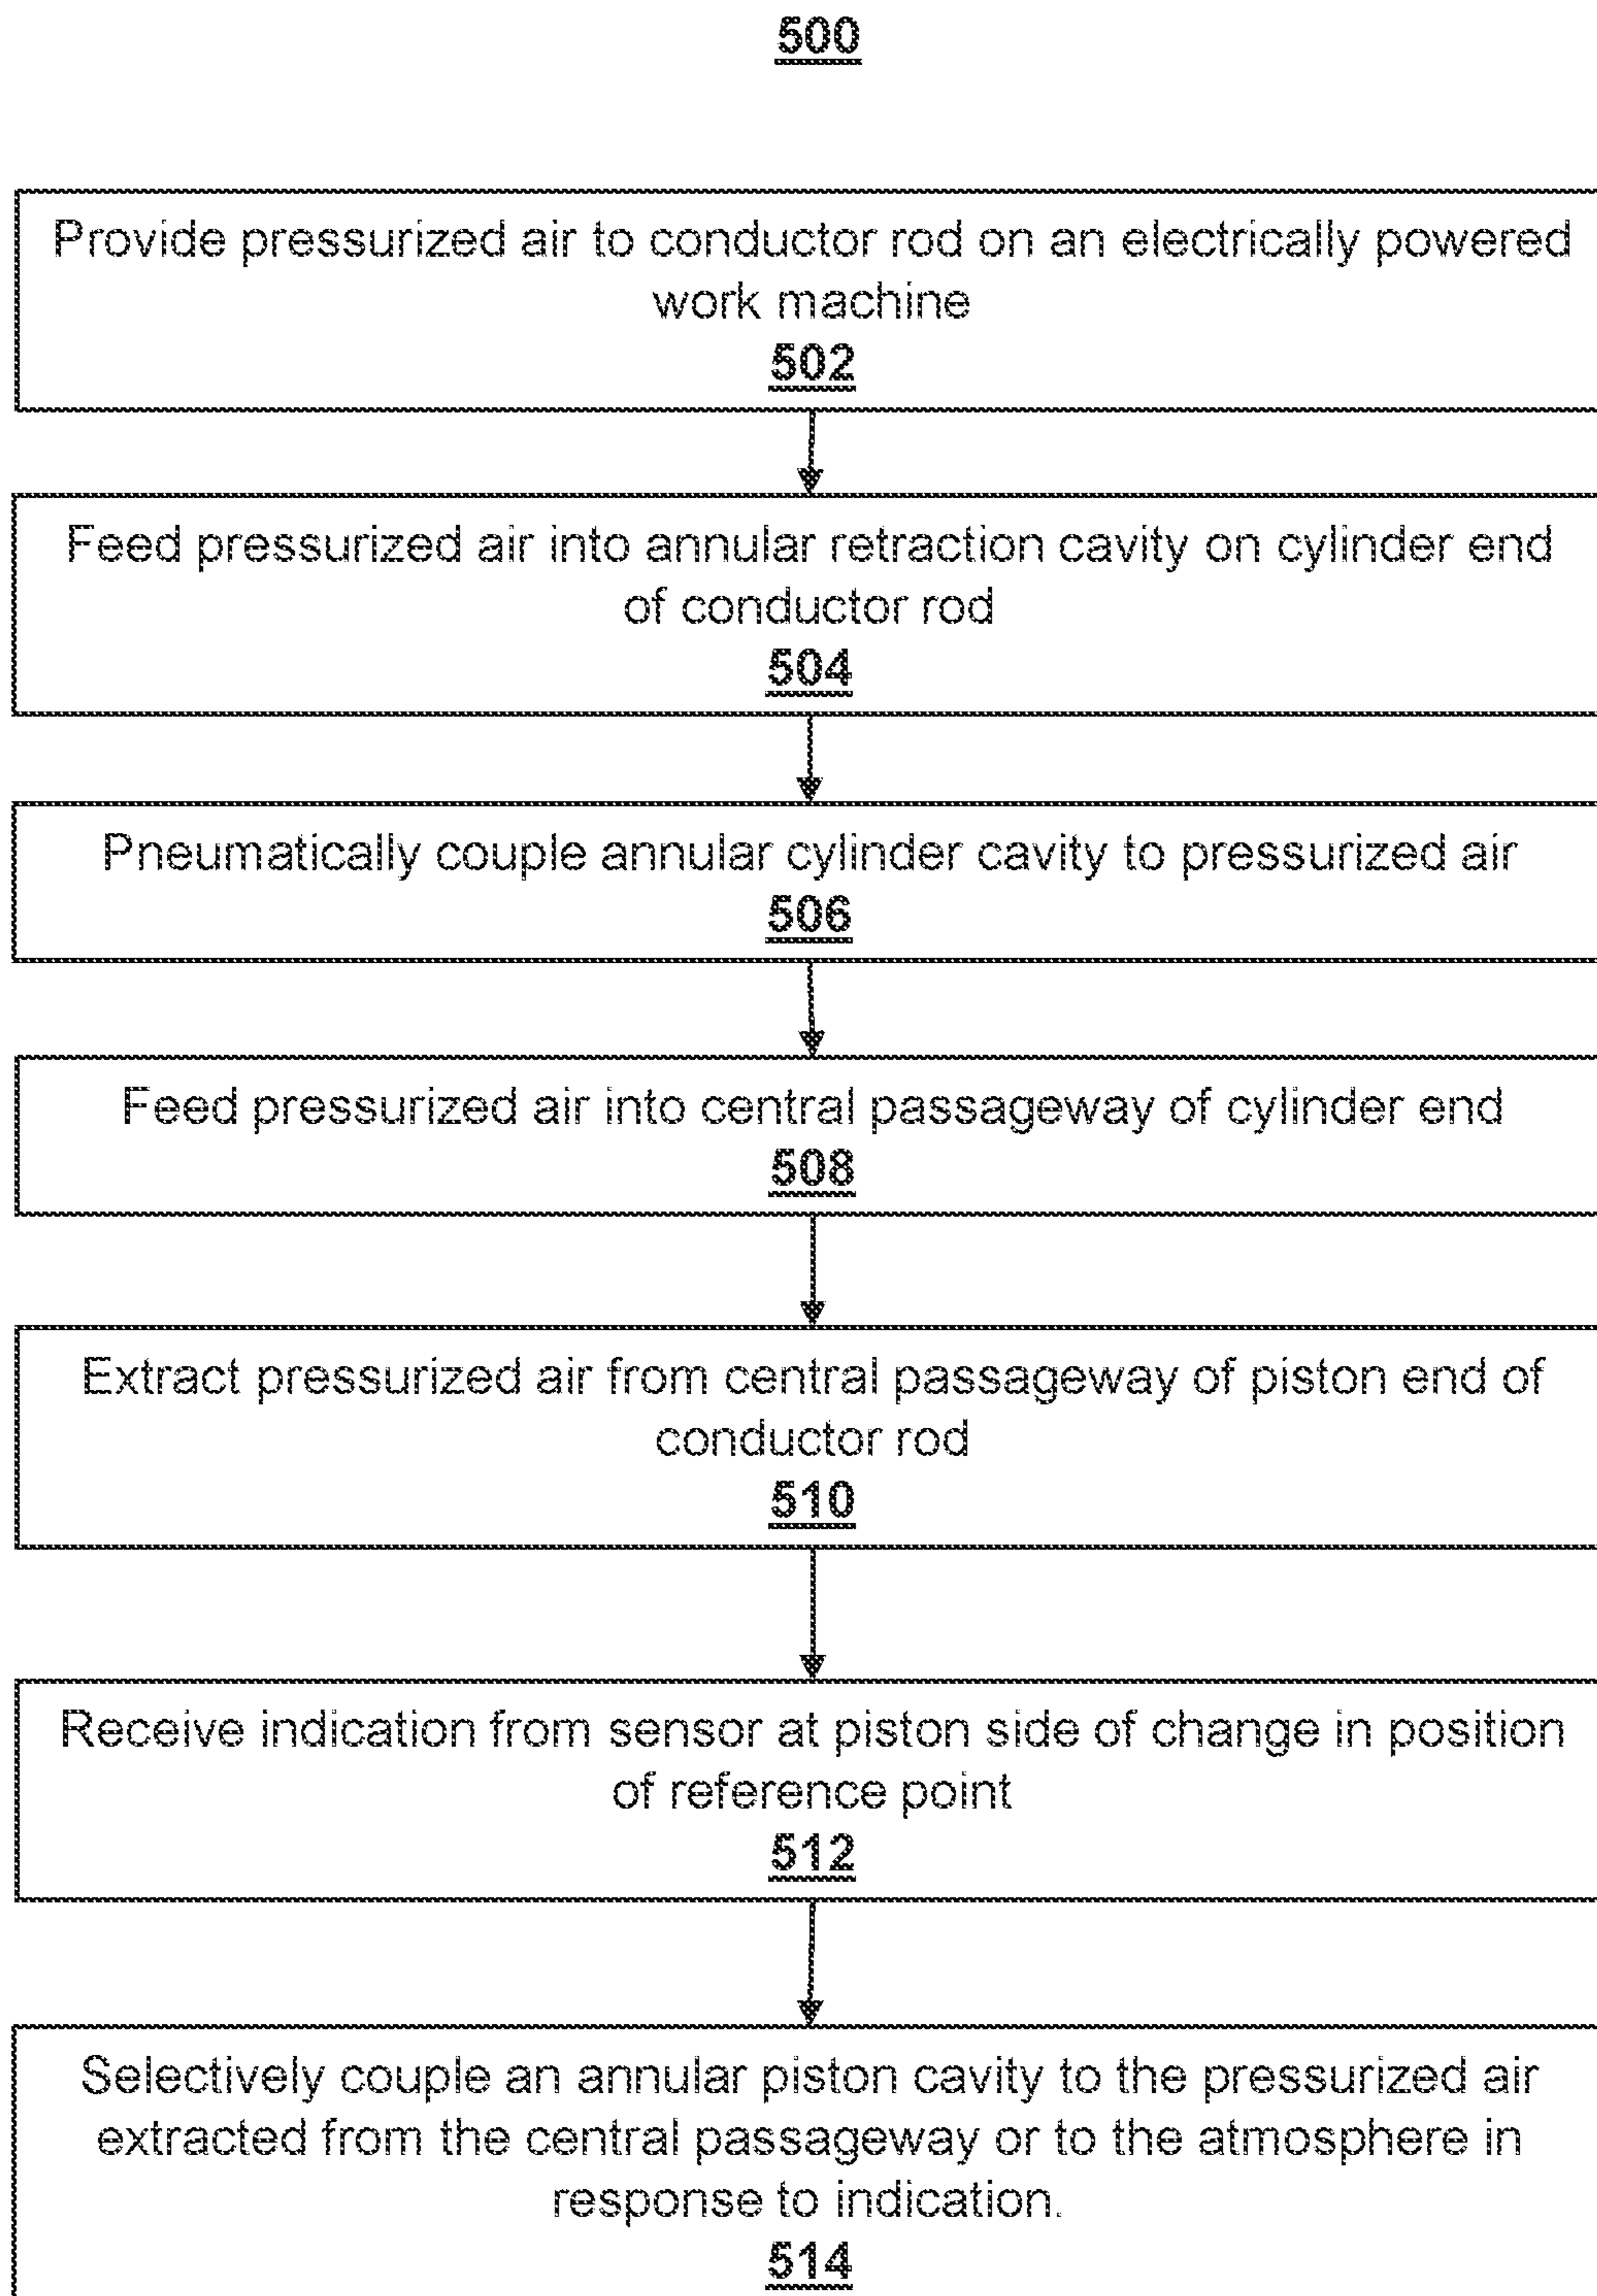 500
Provide pressurized air to conductor rod on an electrically powered
work machine
502
Feed pressurized air into annular retraction cavity on cylinder end
of conductor rod
504
Pneumatically couple annular cylinder cavity to pressurized air
506
Feed pressurized air into central passageway of cylinder end
508
Extract pressurized air from central passageway of piston end of
conductor rod
510
Receive indication from sensor at piston side of change in position
of reference point
512
Selectively couple an annular piston cavity to the pressurized air
extracted from the central passageway or to the atmosphere in
response to indication.
514